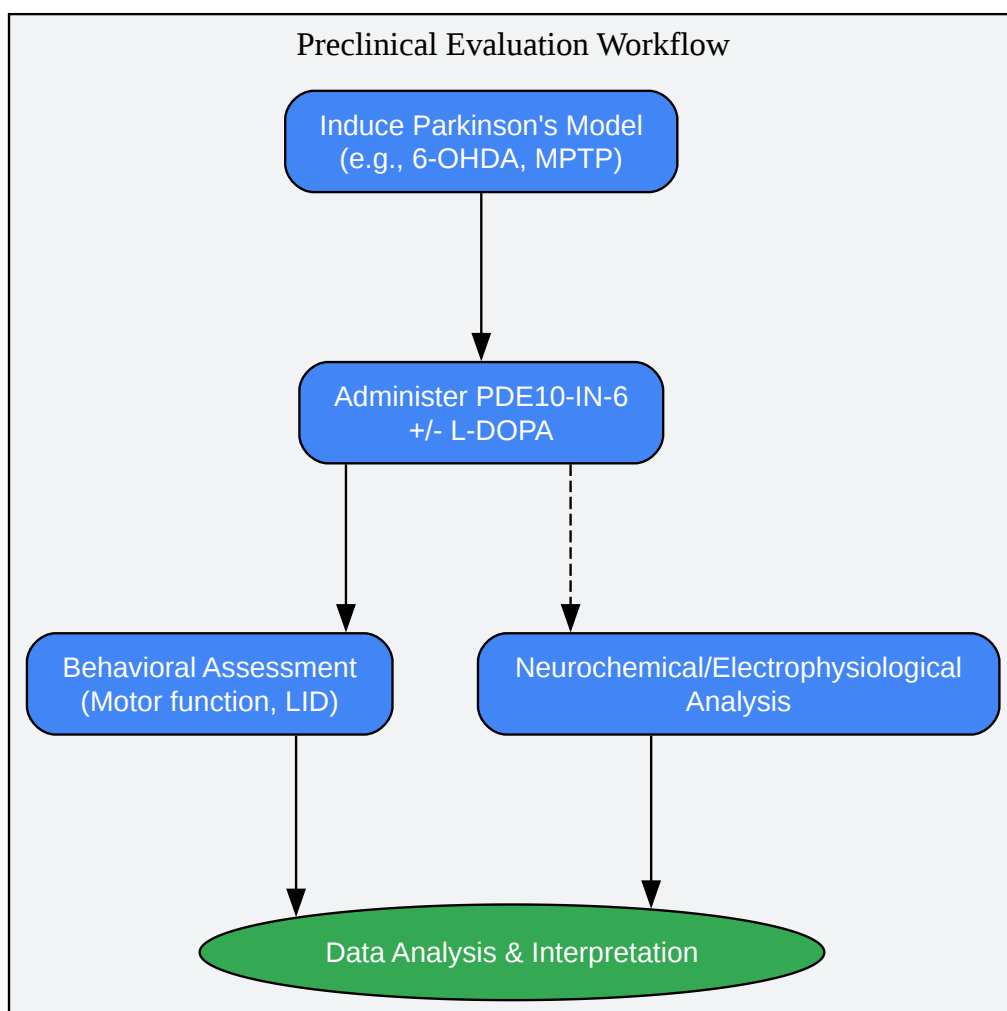 Preclinical Evaluation Workflow
Induce Parkinson's Model
(e.g., 6-OHDA, MPTP)
Administer PDE10-IN-6
+/- L-DOPA
Behavioral Assessment
(Motor function, LID)
Neurochemical/Electrophysiological
Analysis
Data Analysis & Interpretation